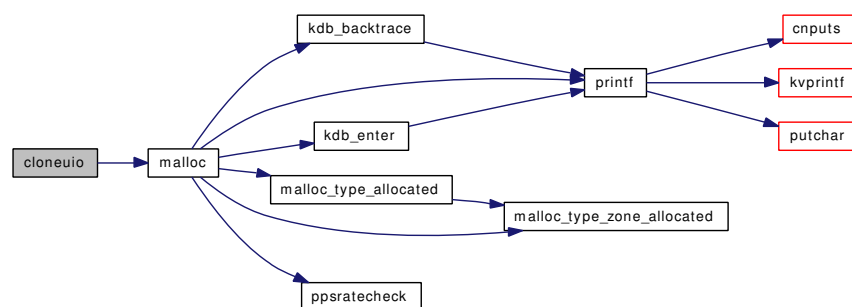 kdb_backtrace
cnputs
printf
kvprintf
kdb_enter
putchar
cloneuio
malloc
malloc_type_allocated
malloc_type_zone_allocated
ppsratecheck